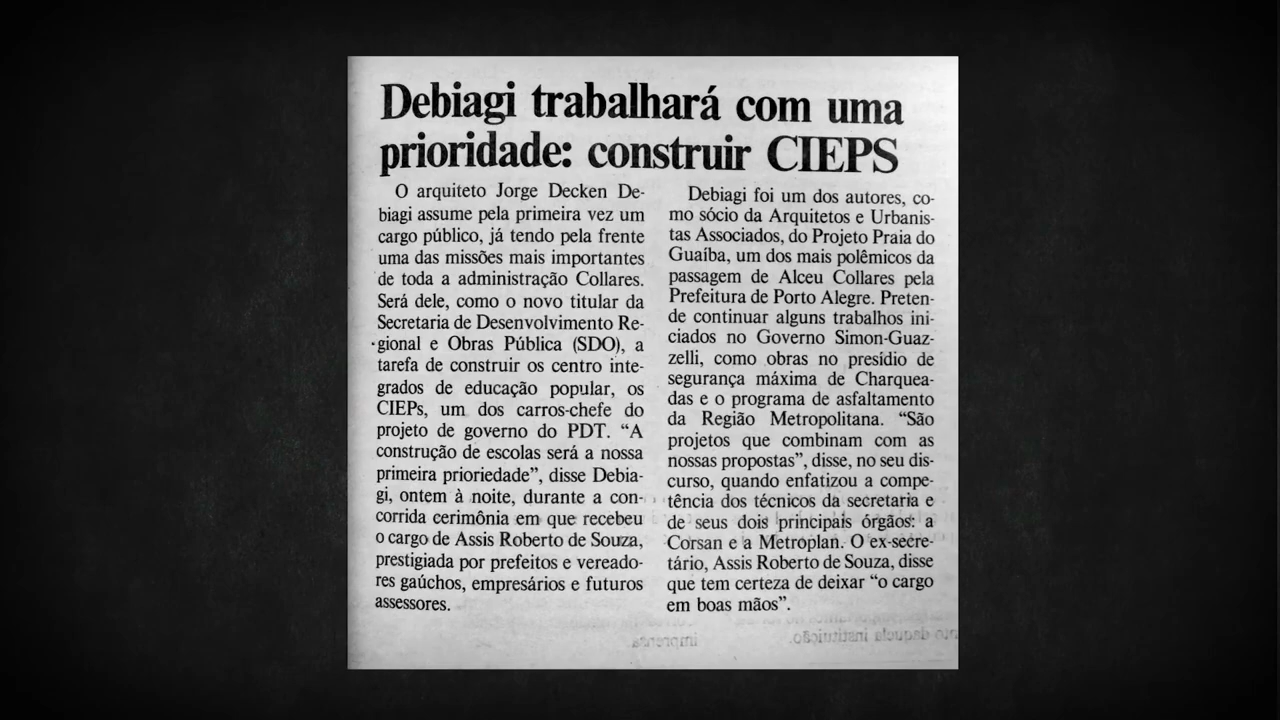 Debiagi trabalhará com uma
prioridade: construir CIEPS
O arquiteto Jorge Decken De-
biagi assume pela primeira vez um
cargo público, já tendo pela frente
uma das missões mais importantes
de toda a administração Collares.
Será dele, como o novo titular da
Secretaria de Desenvolvimento Re-
gional e Obras Pública (SDO), a
tarefa de construir os centro inte-
grados de educação popular, os
CIEPs, um dos carros-chefe do
projeto de governo do PDT. “A
construção de escolas será a nossa
primeira prioriedade”, disse Debia-
gi, ontem à noite, durante a con-
corrida cerimônia em que recebeu
o cargo de Assis Roberto de Souza,
prestigiada por prefeitos e vereado-
res gaúchos, empresários e futuros
assessores.
Debiagi foi um dos autores, co-
mo sócio da Arquitetos e Urbanis-
tas Associados, do Projeto Praia do
Guaíba, um dos mais polêmicos da
passagem de Alceu Collares pela
Prefeitura de Porto Alegre. Preten-
de continuar alguns trabalhos ini-
ciados no Governo Simon-Guaz-
zelli, como obras no presídio de
segurança máxima de Charquea-
das e o programa de asfaltamento
da Região Metropolitana. “São
projetos que combinam com as
nossas propostas”, disse, no seu dis-
curso, quando enfatizou a compe-
tência dos técnicos da secretaria e
de seus dois principais órgãos: a
Corsan e a Metroplan. O ex-secre-
tário, Assis Roberto de Souza, disse
que tem certeza de deixar “o cargo
em boas mãos”.